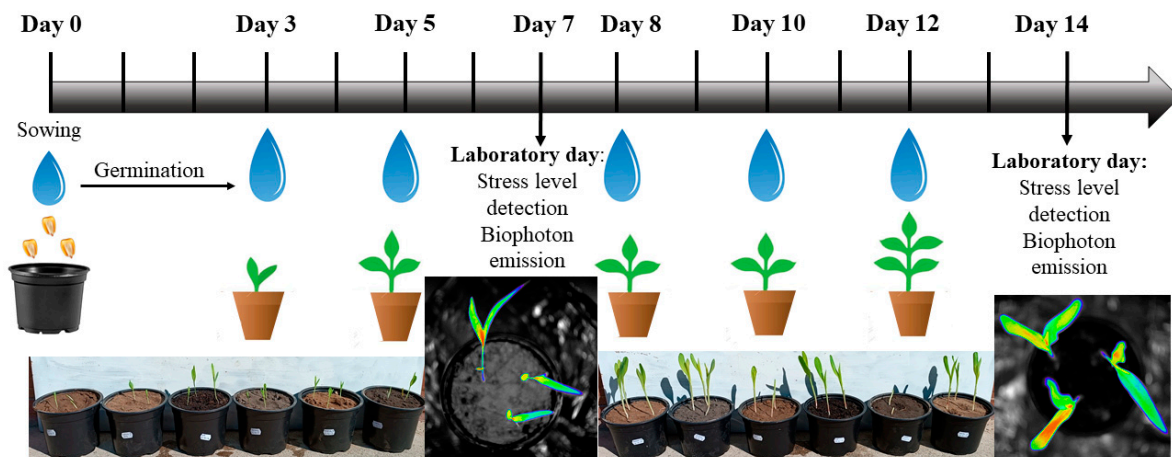 Day 0
Day 3
Day 5
Day 7
Day 8
Day 10
Day 12
Day 14
Sowing
Germination
Laboratory day:
Stress level
detection
Biophoton
emission
Laboratory day:
Stress level
detection
Biophoton
emission